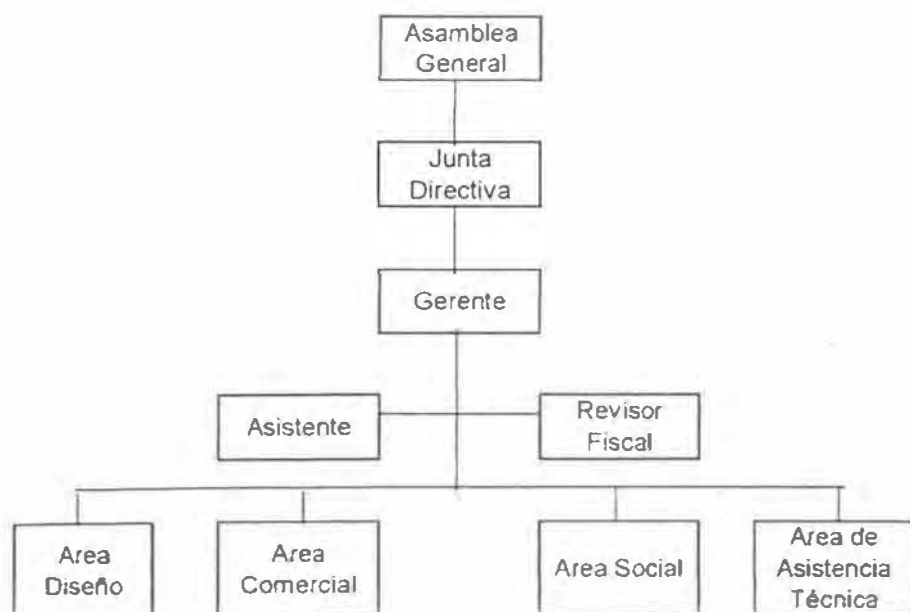 Asamblea
General
Junta
Directiva
Gerente
Asistente
Revisor
Fiscal
Area
Diseño
Area
Comercial
Area Social
Area de
Asistencia
Técnica